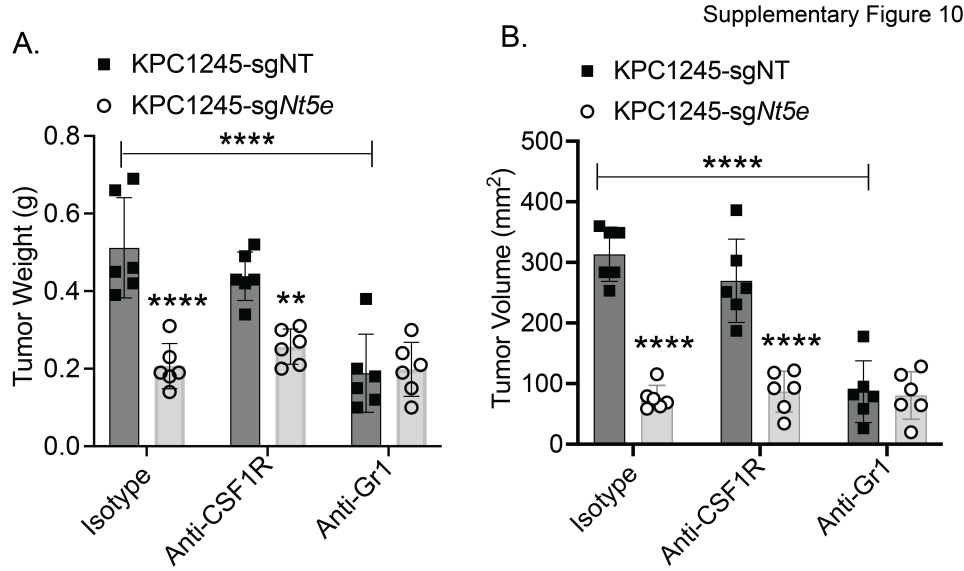 Supplementary Figure 10
A.
KPC1245-sgNT
KPC1245-sgNt5e
0.8
0.6
0.4
0.2
0.0
Tumor Weight (g)
****
****
**
Isotype
Anti-CSF1R
Anti-Gr1
B.
KPC1245-sgNT
KPC1245-sgNt5e
500
400
300
200
100
0
Tumor Volume (mm²)
****
****
****
Isotype
Anti-CSF1R
Anti-Gr1